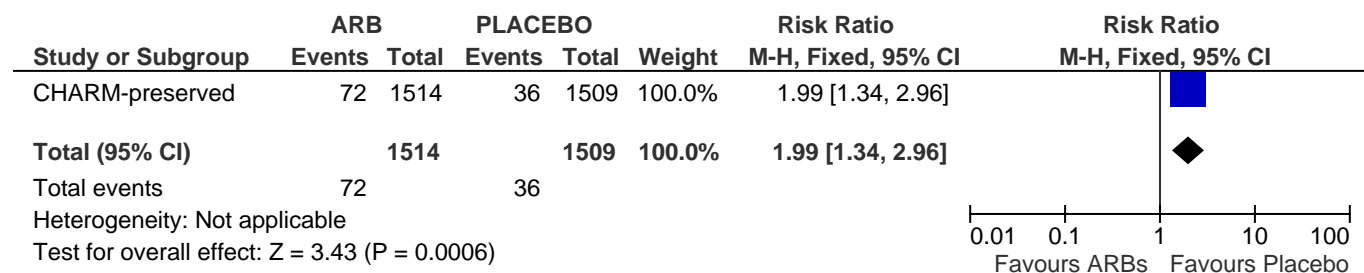 ARB PLACEBO Risk Ratio Risk Ratio
Study or Subgroup Events Total Events Total Weight M-H, Fixed, 95% CI M-H, Fixed, 95% CI
CHARM-preserved 72 1514 36 1509 100.0% 1.99 [1.34, 2.96]
Total (95% CI) 1514 1509 100.0% 1.99 [1.34, 2.96]
Total events 72 36
Heterogeneity: Not applicable
Test for overall effect: Z = 3.43 (P = 0.0006)
0.01 0.1 1 10 100
Favours ARBs Favours Placebo